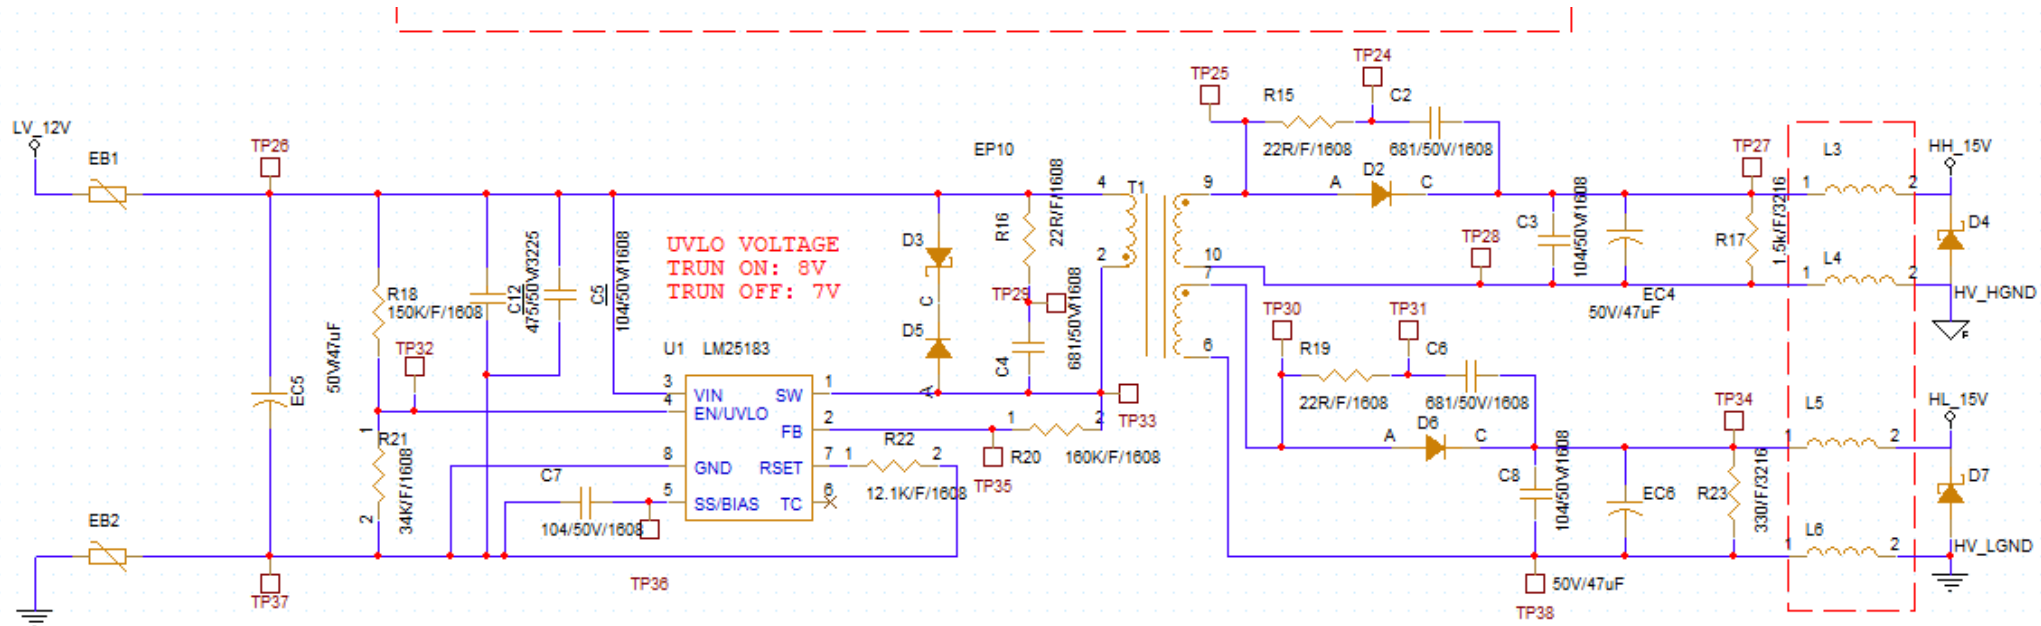 TP24
TP25
R15
C2
LV_12V
TP26
EB1
EP10
22R/F/1608
681/50V/1608
TP27
L3
HH_15V
D2
A
C
4
T1
9
1
2
R16
22R/F/1608
D3
UVLO VOLTAGE
TRUN ON: 8V
TRUN OFF: 7V
C3
104/50V/1608
TP28
R17
1.5k/F/3216
D4
2
10
7
L4
1
2
EC4
50V/47uF
HV_HGND
F
R18
150K/F/1608
C12
475/50V/3225
C5
104/50V/1608
TP29
C
D5
A
C4
681/50V/1608
TP30
TP31
R19
C6
6
22R/F/1608
681/50V/1608
50V/47uF
EC5
TP32
U1
LM25183
3
VIN
SW
1
4
EN/UVLO
FB
2
8
GND
RSET
7
5
SS/BIAS
TC
6
TP33
1
2
R20
160K/F/1608
TP35
R22
1
2
12.1K/F/1608
1
R21
34K/F/1608
2
C7
104/50V/1608
TP36
EB2
TP37
TP34
L5
HL_15V
D6
A
C
1
2
C8
104/50V/1608
EC6
R23
330/F/3216
D7
L6
1
2
HV_LGND
50V/47uF
TP38